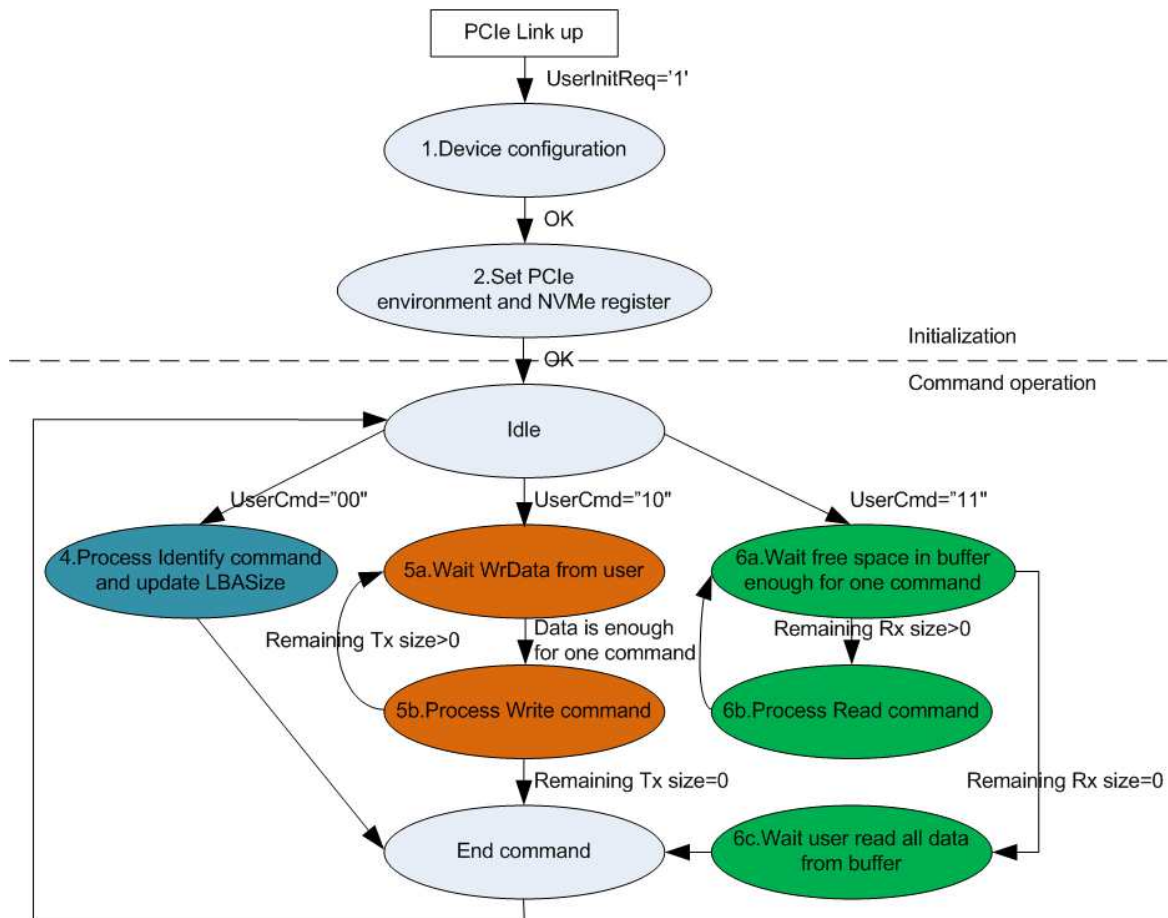 PCIe Link up
UserInitReq='1'
1.Device configuration
OK
2.Set PCIe
environment and NVMe register
Initialization
OK
Command operation
Idle
UserCmd="00"
UserCmd="10"
UserCmd="11"
4.Process Identify command
and update LBASize
5a.Wait WrData from user
6a.Wait free space in buffer
enough for one command
Remaining Tx size>0
Data is enough
for one command
Remaining Rx size>0
5b.Process Write command
6b.Process Read command
Remaining Tx size=0
Remaining Rx size=0
End command
6c.Wait user read all data
from buffer